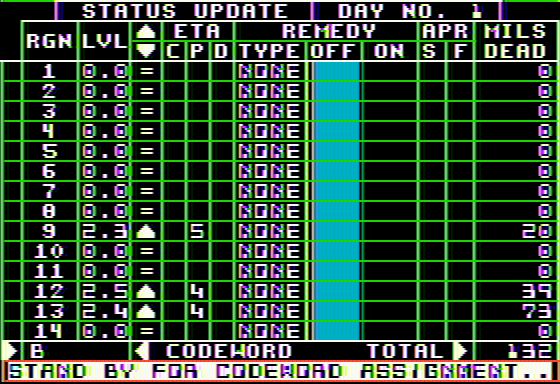 STATUS UPDATE DAY NO. 1
RGN LVL ETA REMEDY APR MILS
C P D TYPE OFF ON S F DEAD
1 0.0 = NONE 0
2 0.0 = NONE 0
3 0.0 = NONE 0
4 0.0 = NONE 0
5 0.0 = NONE 0
6 0.0 = NONE 0
7 0.0 = NONE 0
8 0.0 = NONE 0
9 2.3 5 NONE 20
10 0.0 = NONE 0
11 0.0 = NONE 0
12 2.5 4 NONE 39
13 2.4 4 NONE 73
14 0.0 = NONE 0
B CODEWORD TOTAL 132
STAND BY FOR CODEWORD ASSIGNMENT..